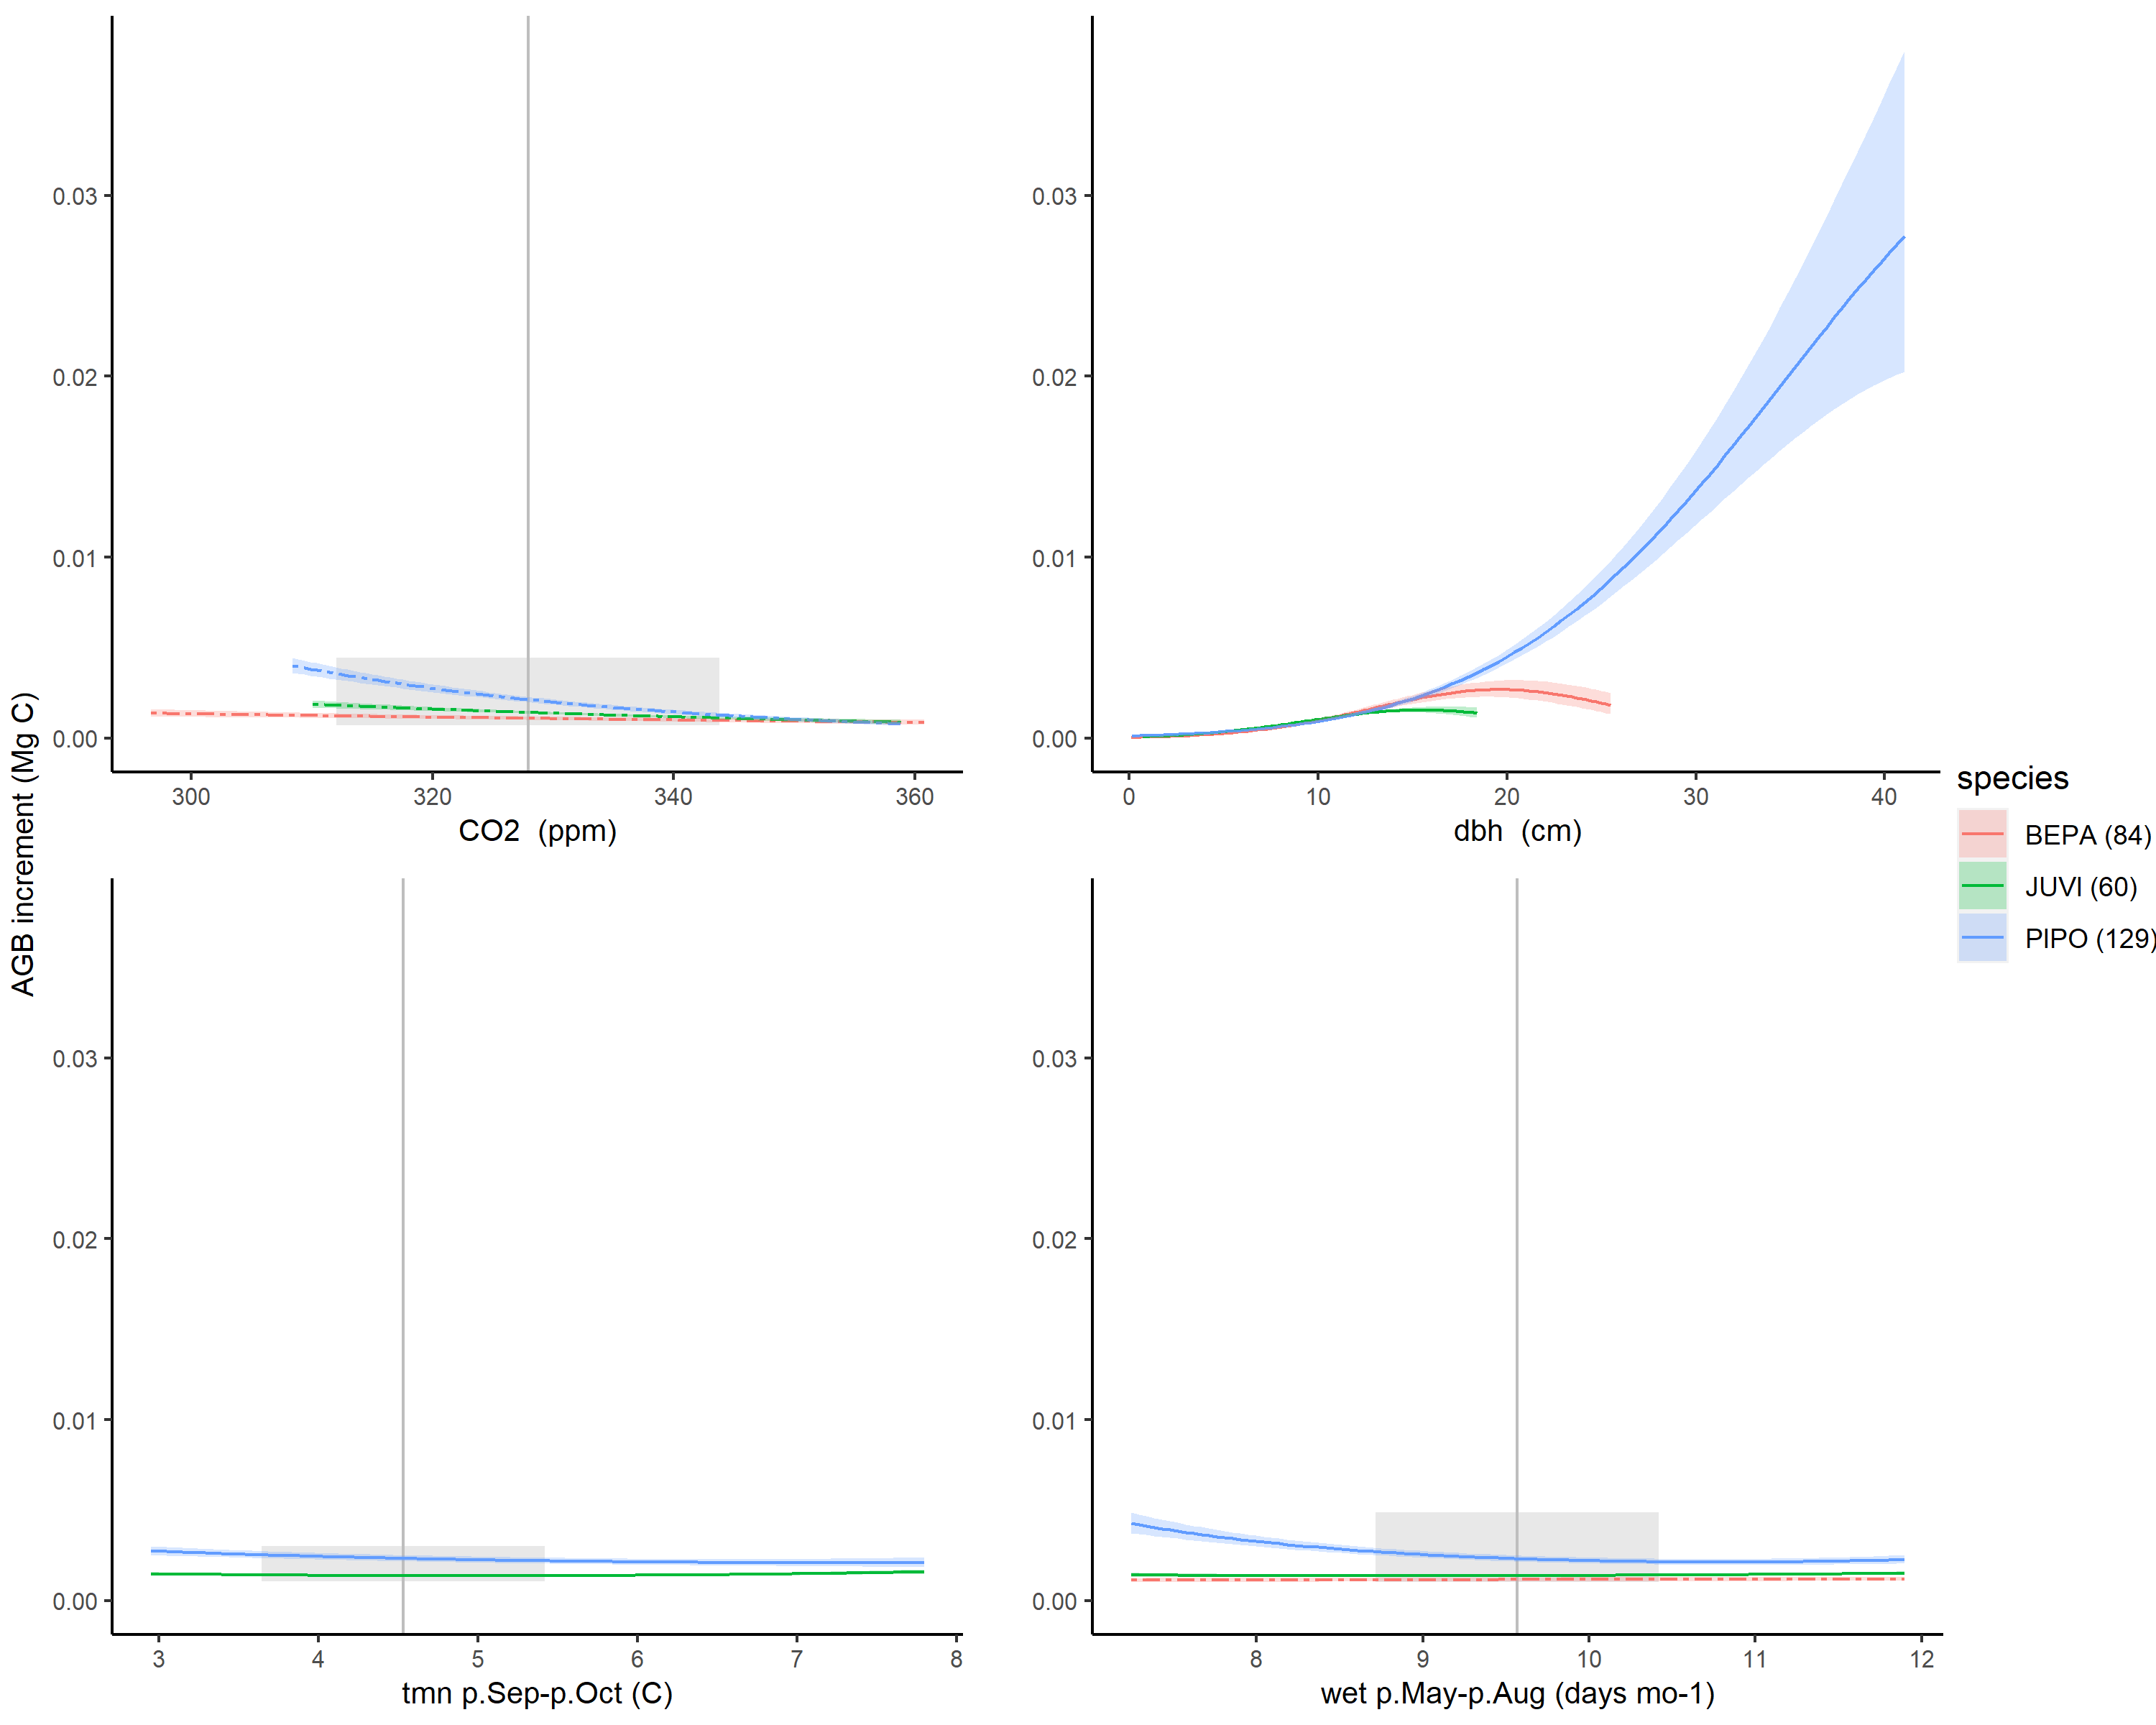 AGB increment (Mg C)
0.03
0.02
0.01
0.00
300 320 340 360
CO2 (ppm)
0.03
0.02
0.01
0.00
0 10 20 30 40
dbh (cm)
0.03
0.02
0.01
0.00
3 4 5 6 7 8
tmn p.Sep-p.Oct (C)
0.03
0.02
0.01
0.00
8 9 10 11 12
wet p.May-p.Aug (days mo-1)
species
BEPA (84)
JUVI (60)
PIPO (129)